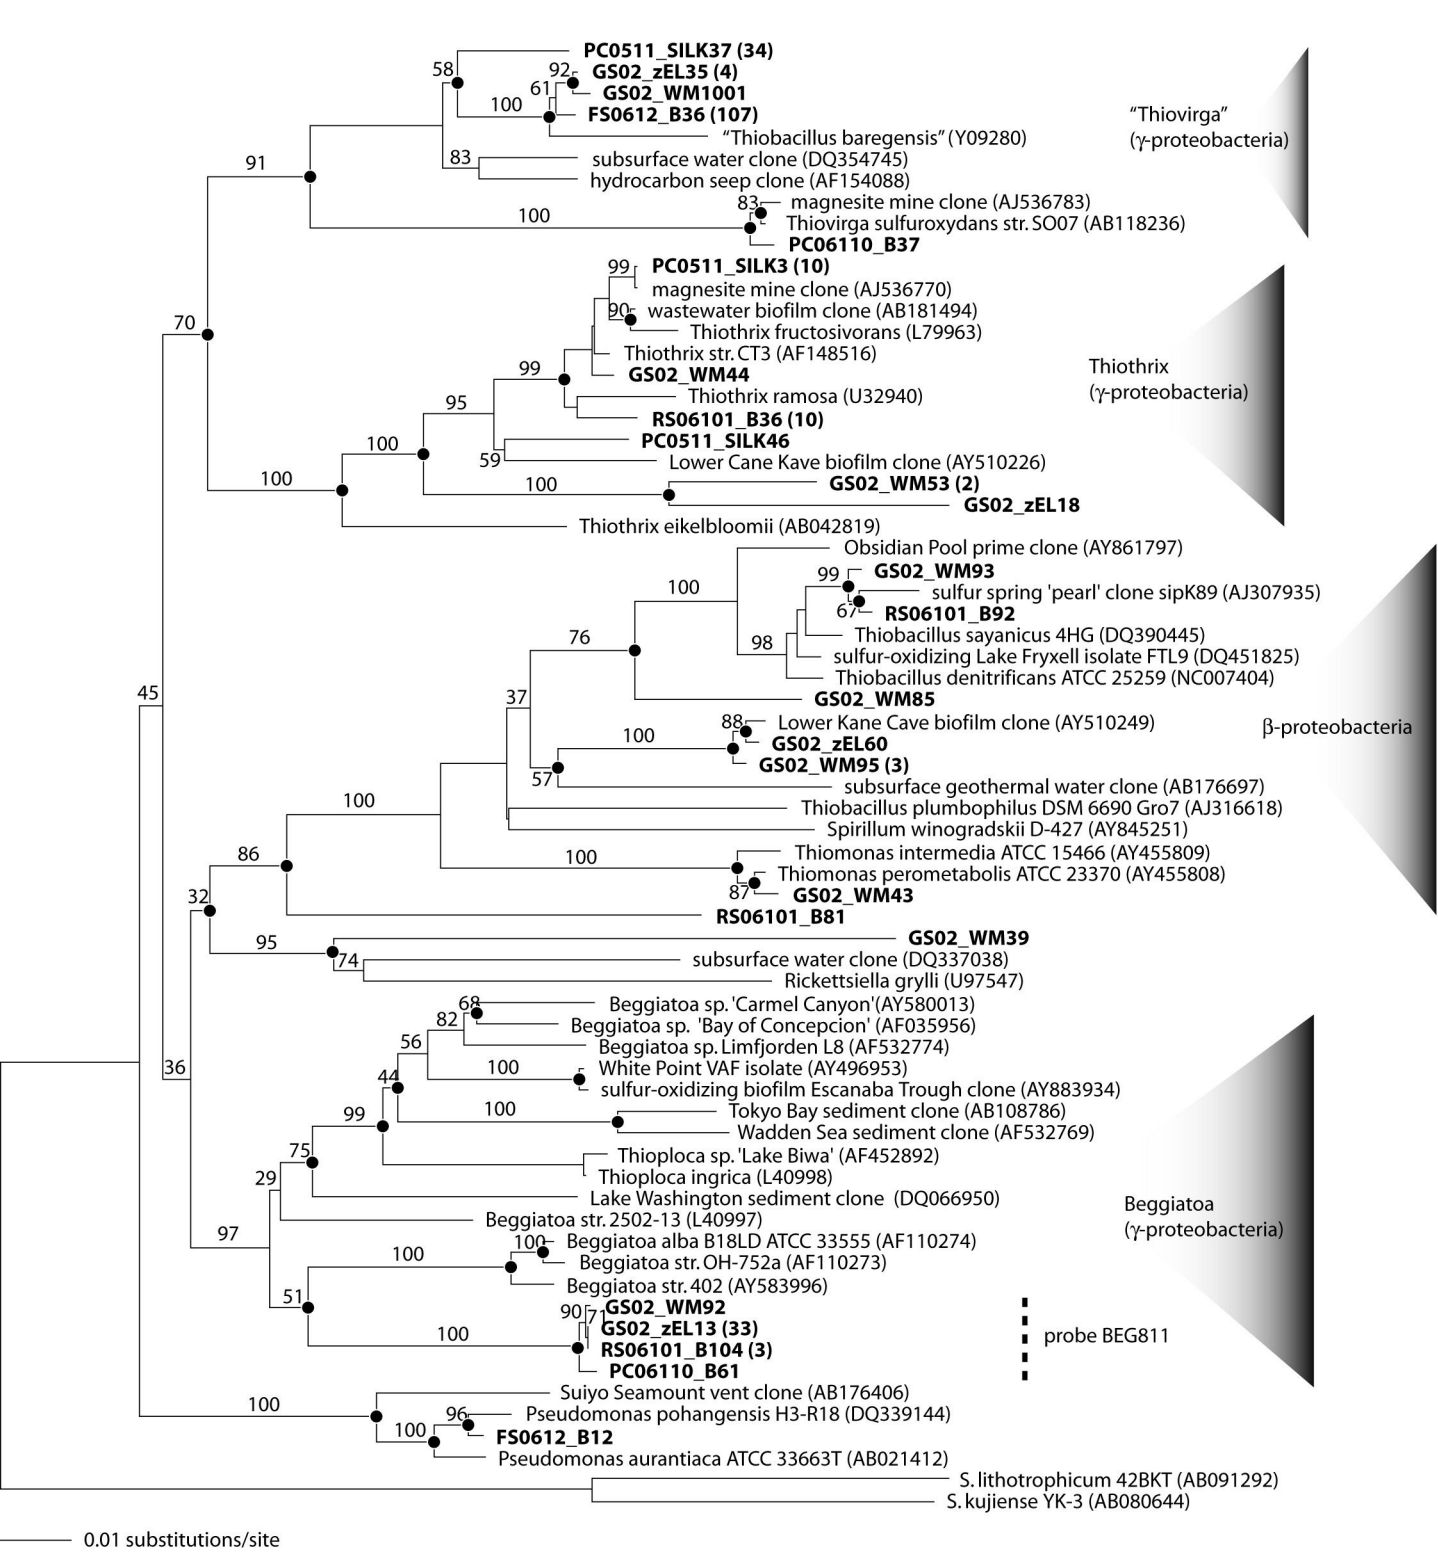 PC0511_SILK37 (34)
58
92 GS02_zEL35 (4)
61 GS02_WM1001
100 FS0612_B36 (107)
“Thiovirga”
(γ-proteobacteria)
“Thiobacillus baregensis” (Y09280)
83 subsurface water clone (DQ354745)
91 hydrocarbon seep clone (AF154088)
83 magnesite mine clone (AJ536783)
100 Thiovirga sulfuroxydans str. SO07 (AB118236)
PC06110_B37
99 PC0511_SILK3 (10)
magnesite mine clone (AJ536770)
90 wastewater biofilm clone (AB181494)
70 Thiothrix fructosivorans (L79963)
Thiothrix str. CT3 (AF148516)
99 GS02_WM44
Thiothrix
(γ-proteobacteria)
Thiothrix ramosa (U32940)
95 RS06101_B36 (10)
100 PC0511_SILK46
59 Lower Cane Kave biofilm clone (AY510226)
100 100 GS02_WM53 (2)
GS02_zEL18
Thiothrix eikelbloomii (AB042819)
Obsidian Pool prime clone (AY861797)
99 GS02_WM93
100 sulfur spring 'pearl' clone sipK89 (AJ307935)
67 RS06101_B92
76 98 Thiobacillus sayanicus 4HG (DQ390445)
sulfur-oxidizing Lake Fryxell isolate FTL9 (DQ451825)
Thiobacillus denitrificans ATCC 25259 (NC007404)
45 37 GS02_WM85
88 Lower Kane Cave biofilm clone (AY510249)
β-proteobacteria
100 GS02_zEL60
GS02_WM95 (3)
57 subsurface geothermal water clone (AB176697)
100 Thiobacillus plumbophilus DSM 6690 Gro7 (AJ316618)
Spirillum winogradskii D-427 (AY845251)
86 100 Thiomonas intermedia ATCC 15466 (AY455809)
Thiomonas perometabolis ATCC 23370 (AY455808)
32 87 GS02_WM43
RS06101_B81
95 GS02_WM39
74 subsurface water clone (DQ337038)
Rickettsiella grylli (U97547)
68 Beggiatoa sp. 'Carmel Canyon'(AY580013)
82 Beggiatoa sp. 'Bay of Concepcion' (AF035956)
56 Beggiatoa sp. Limfjorden L8 (AF532774)
36 100 White Point VAF isolate (AY496953)
44 sulfur-oxidizing biofilm Escanaba Trough clone (AY883934)
99 100 Tokyo Bay sediment clone (AB108786)
Wadden Sea sediment clone (AF532769)
75 Thioploca sp. 'Lake Biwa' (AF452892)
29 Thioploca ingrica (L40998)
Lake Washington sediment clone (DQ066950)
Beggiatoa
(γ-proteobacteria)
97 Beggiatoa str. 2502-13 (L40997)
100 100 Beggiatoa alba B18LD ATCC 33555 (AF110274)
Beggiatoa str. OH-752a (AF110273)
51 Beggiatoa str. 402 (AY583996)
90 71 GS02_WM92
100 GS02_zEL13 (33)
probe BEG811
RS06101_B104 (3)
PC06110_B61
100 Suiyo Seamount vent clone (AB176406)
96 Pseudomonas pohangensis H3-R18 (DQ339144)
100 FS0612_B12
Pseudomonas aurantiaca ATCC 33663T (AB021412)
S. lithotrophicum 42BKT (AB091292)
S. kujiense YK-3 (AB080644)
0.01 substitutions/site